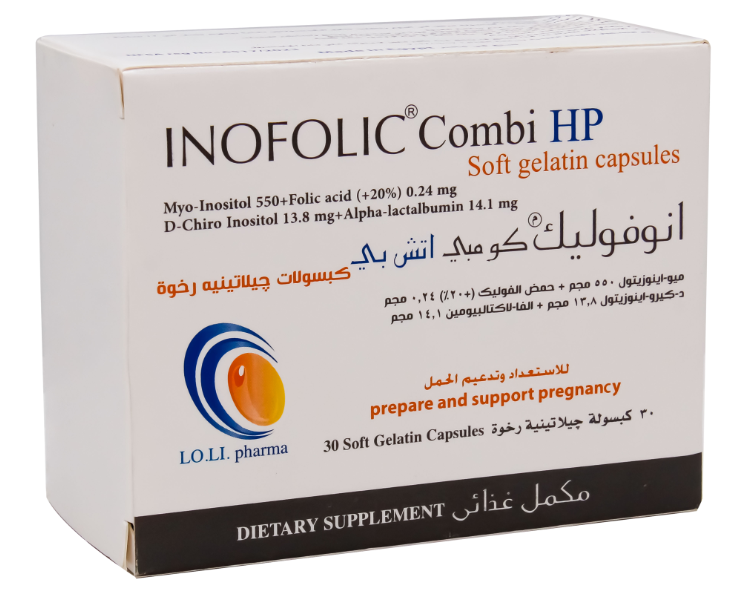 INOFOLIC® Combi HP
Soft gelatin capsules
Myo-Inositol 550+Folic acid (+20%) 0.24 mg
D-Chiro Inositol 13.8 mg+Alpha-lactalbumin 14.1 mg
انوفوليك كومبي اتش بي
كبسولات چيلاتينيه رخوة
ميو-اينوزيتول ٥٥٠ مجم + حمض الفوليك (+٢٠٪) ٠,٢٤ مجم
د-كيرو-اينوزيتول ١٣,٨ مجم + الفا-لاكتالبيومين ١٤,١ مجم
للاستعداد وتدعيم الحمل
prepare and support pregnancy
30 Soft Gelatin Capsules ٣٠ كبسولة چيلاتينية رخوة
LO.LI. pharma
DIETARY SUPPLEMENT مكمل غذائى